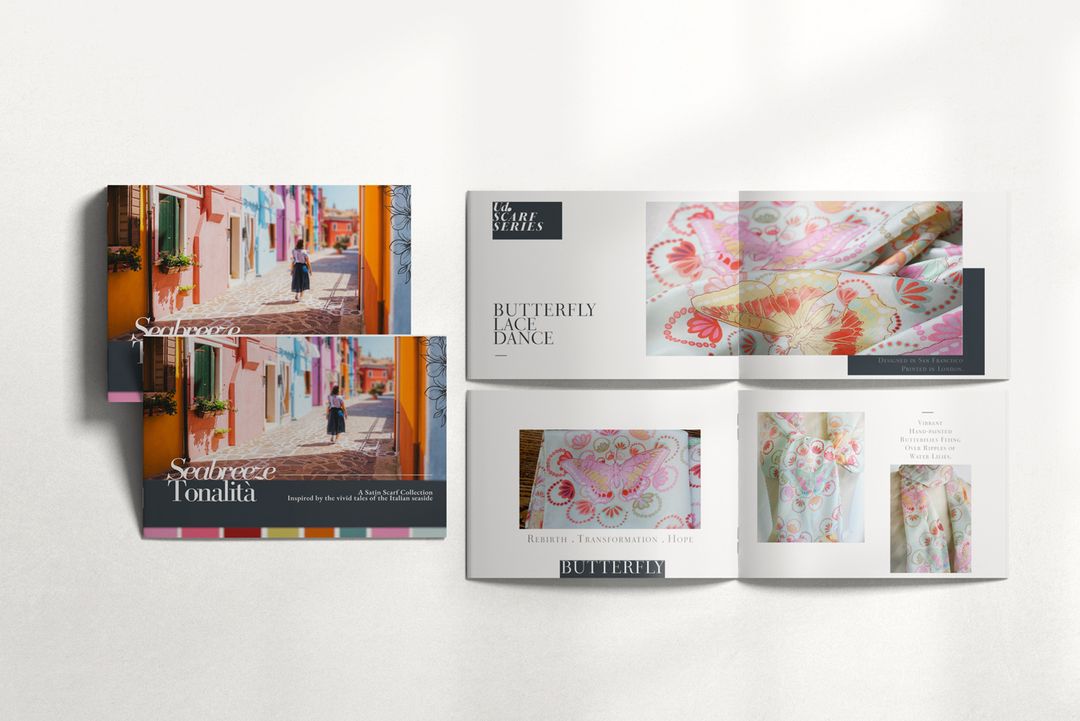 Seabreeze
Seabreeze
Tonalità
A Satin Scarf Collection
Inspired by the vivid tales of the Italian seaside
Ud.
SCARF
SERIES
BUTTERFLY
LACE
DANCE
Designed in San Francisco
Printed in London.
Rebirth . Transformation . Hope
BUTTERFLY
Vibrant
Hand-painted
Butterflies Flying
Over Ripples of
Water Lilies.